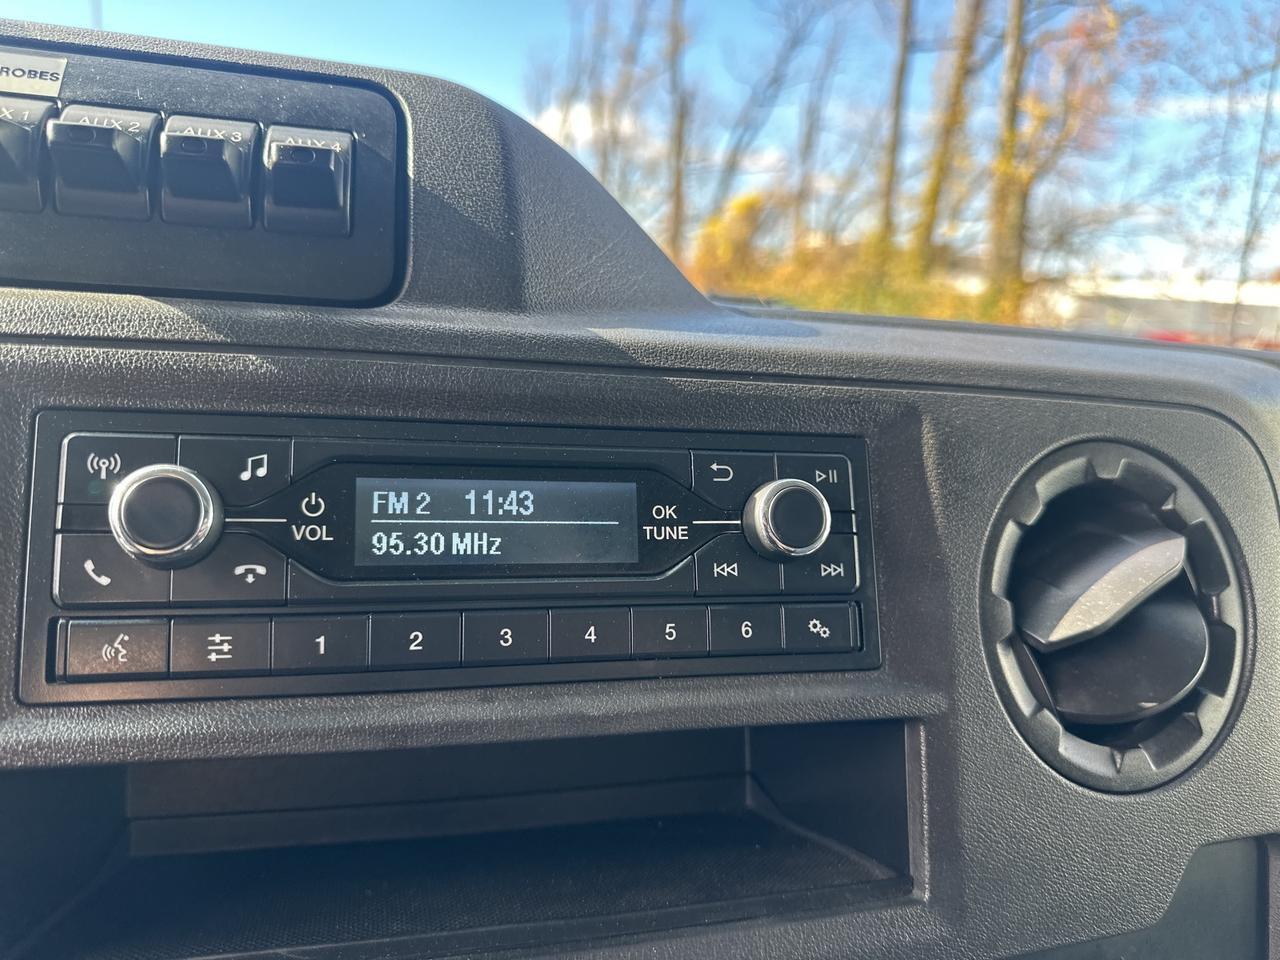 ROBES
X 1
AUX 2
AUX 3
AUX 4
FM 2 11:43
95.30 MHz
VOL
OK
TUNE
1
2
3
4
5
6